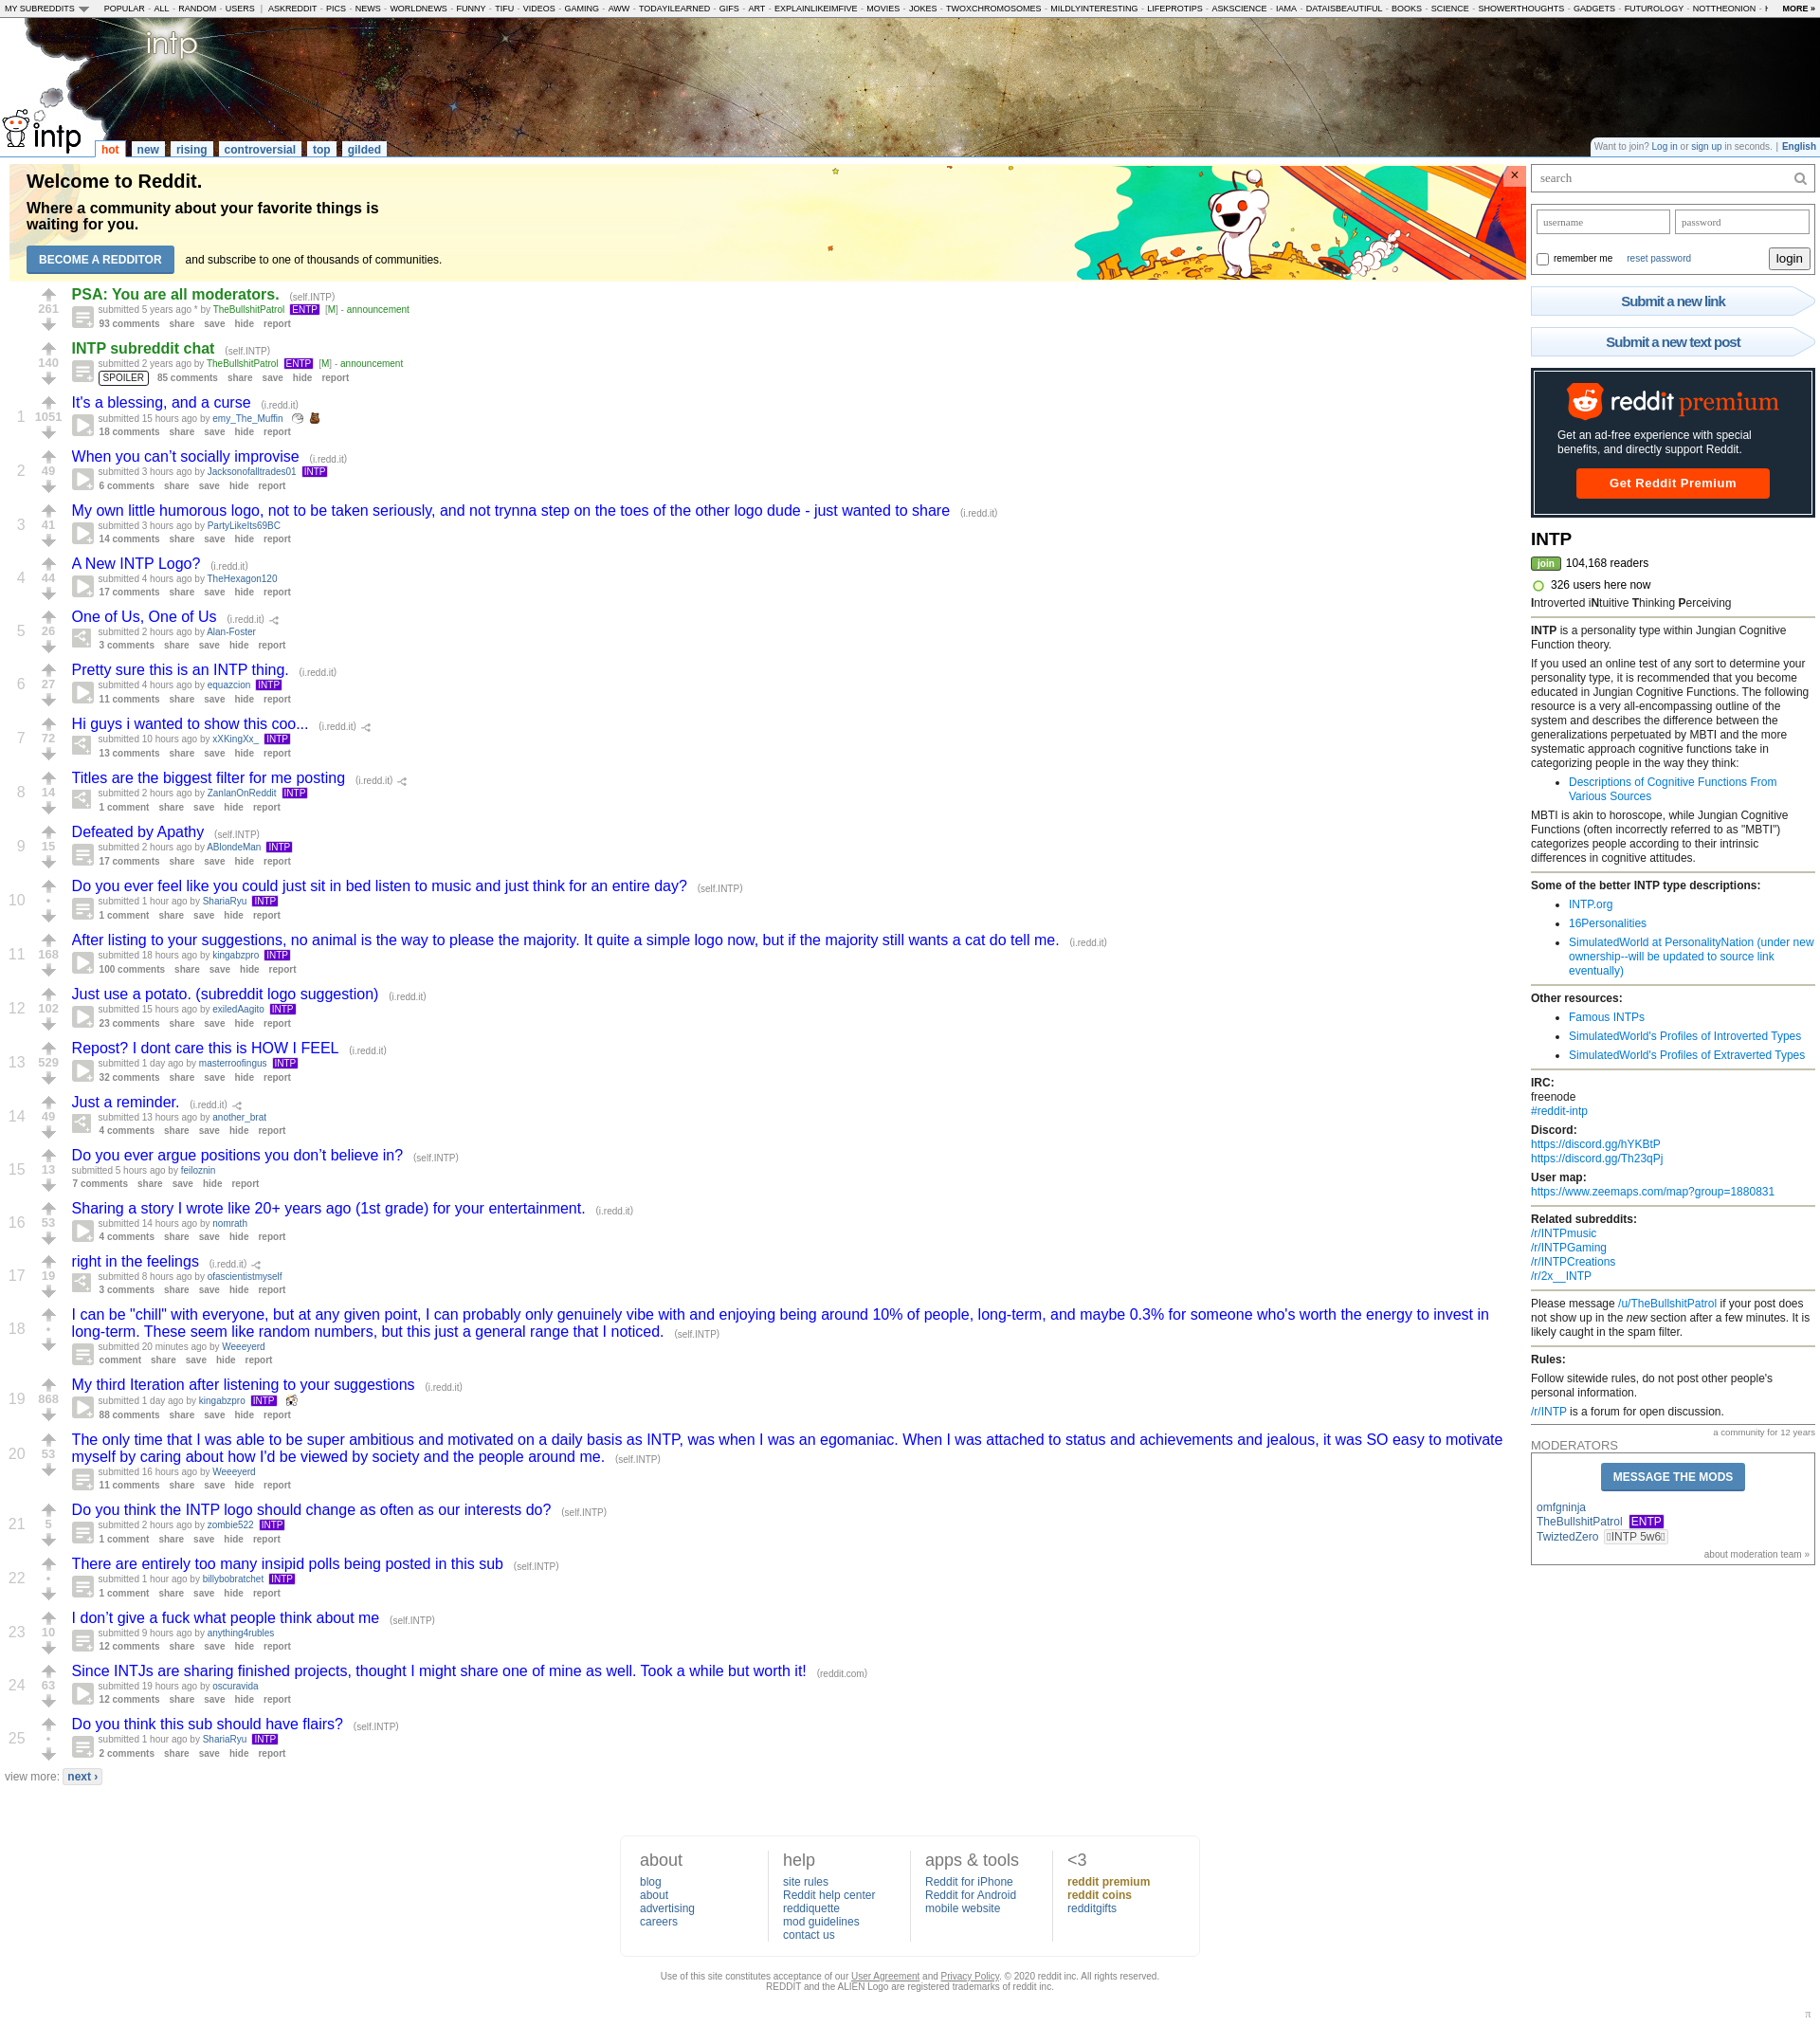 MY SUBREDDITS POPULAR - ALL - RANDOM - USERS | ASKREDDIT - PICS - NEWS - WORLDNEWS - FUNNY - TIFU - VIDEOS - GAMING - AWW - TODAYILEARNED - GIFS - ART - EXPLAINLIKEIMFIVE - MOVIES - JOKES - TWOXCHROMOSOMES - MILDLYINTERESTING - LIFEPROTIPS - ASKSCIENCE - IAMA - DATAISBEAUTIFUL - BOOKS - SCIENCE - SHOWERTHOUGHTS - GADGETS - FUTUROLOGY - NOTTHEONION - MORE »
intp
intp hot new rising controversial top gilded
Want to join? Log in or sign up in seconds. | English
Welcome to Reddit.
Where a community about your favorite things is
waiting for you.
BECOME A REDDITOR and subscribe to one of thousands of communities.
×
PSA: You are all moderators. (self.INTP)
261
submitted 5 years ago * by TheBullshitPatrol ENTP [M] - announcement
93 comments share save hide report
INTP subreddit chat (self.INTP)
140
submitted 2 years ago by TheBullshitPatrol ENTP [M] - announcement
SPOILER 85 comments share save hide report
1 1051 It's a blessing, and a curse (i.redd.it)
submitted 15 hours ago by emy_The_Muffin
18 comments share save hide report
2 49 When you can’t socially improvise (i.redd.it)
submitted 3 hours ago by Jacksonofalltrades01 INTP
6 comments share save hide report
3 41 My own little humorous logo, not to be taken seriously, and not trynna step on the toes of the other logo dude - just wanted to share (i.redd.it)
submitted 3 hours ago by PartyLikeIts69BC
14 comments share save hide report
4 44 A New INTP Logo? (i.redd.it)
submitted 4 hours ago by TheHexagon120
17 comments share save hide report
5 26 One of Us, One of Us (i.redd.it)
submitted 2 hours ago by Alan-Foster
3 comments share save hide report
6 27 Pretty sure this is an INTP thing. (i.redd.it)
submitted 4 hours ago by equazcion INTP
11 comments share save hide report
7 72 Hi guys i wanted to show this coo... (i.redd.it)
submitted 10 hours ago by xXKingXx_ INTP
13 comments share save hide report
8 14 Titles are the biggest filter for me posting (i.redd.it)
submitted 2 hours ago by ZanlanOnReddit INTP
1 comment share save hide report
9 15 Defeated by Apathy (self.INTP)
submitted 2 hours ago by ABlondeMan INTP
17 comments share save hide report
10 • Do you ever feel like you could just sit in bed listen to music and just think for an entire day? (self.INTP)
submitted 1 hour ago by ShariaRyu INTP
1 comment share save hide report
11 168 After listing to your suggestions, no animal is the way to please the majority. It quite a simple logo now, but if the majority still wants a cat do tell me. (i.redd.it)
submitted 18 hours ago by kingabzpro INTP
100 comments share save hide report
12 102 Just use a potato. (subreddit logo suggestion) (i.redd.it)
submitted 15 hours ago by exiledAagito INTP
23 comments share save hide report
13 529 Repost? I dont care this is HOW I FEEL (i.redd.it)
submitted 1 day ago by masterroofingus INTP
32 comments share save hide report
14 49 Just a reminder. (i.redd.it)
submitted 13 hours ago by another_brat
4 comments share save hide report
15 13 Do you ever argue positions you don’t believe in? (self.INTP)
submitted 5 hours ago by feiloznin
7 comments share save hide report
16 53 Sharing a story I wrote like 20+ years ago (1st grade) for your entertainment. (i.redd.it)
submitted 14 hours ago by nomrath
4 comments share save hide report
17 19 right in the feelings (i.redd.it)
submitted 8 hours ago by ofascientistmyself
3 comments share save hide report
18 • I can be "chill" with everyone, but at any given point, I can probably only genuinely vibe with and enjoying being around 10% of people, long-term, and maybe 0.3% for someone who's worth the energy to invest in
long-term. These seem like random numbers, but this just a general range that I noticed. (self.INTP)
submitted 20 minutes ago by Weeeyerd
comment share save hide report
19 868 My third Iteration after listening to your suggestions (i.redd.it)
submitted 1 day ago by kingabzpro INTP
88 comments share save hide report
20 53 The only time that I was able to be super ambitious and motivated on a daily basis as INTP, was when I was an egomaniac. When I was attached to status and achievements and jealous, it was SO easy to motivate
myself by caring about how I'd be viewed by society and the people around me. (self.INTP)
submitted 16 hours ago by Weeeyerd
11 comments share save hide report
21 5 Do you think the INTP logo should change as often as our interests do? (self.INTP)
submitted 2 hours ago by zombie522 INTP
1 comment share save hide report
22 • There are entirely too many insipid polls being posted in this sub (self.INTP)
submitted 1 hour ago by billybobratchet INTP
1 comment share save hide report
23 10 I don’t give a fuck what people think about me (self.INTP)
submitted 9 hours ago by anything4rubles
12 comments share save hide report
24 63 Since INTJs are sharing finished projects, thought I might share one of mine as well. Took a while but worth it! (reddit.com)
submitted 19 hours ago by oscuravida
12 comments share save hide report
25 • Do you think this sub should have flairs? (self.INTP)
submitted 1 hour ago by ShariaRyu INTP
2 comments share save hide report
view more: next ›
search
username password
remember me reset password login
Submit a new link
Submit a new text post
reddit premium
Get an ad-free experience with special
benefits, and directly support Reddit.
Get Reddit Premium
INTP
join 104,168 readers
326 users here now
Introverted iNtuitive Thinking Perceiving
INTP is a personality type within Jungian Cognitive
Function theory.
If you used an online test of any sort to determine your
personality type, it is recommended that you become
educated in Jungian Cognitive Functions. The following
resource is a very all-encompassing outline of the
system and describes the difference between the
generalizations perpetuated by MBTI and the more
systematic approach cognitive functions take in
categorizing people in the way they think:
• Descriptions of Cognitive Functions From
Various Sources
MBTI is akin to horoscope, while Jungian Cognitive
Functions (often incorrectly referred to as "MBTI")
categorizes people according to their intrinsic
differences in cognitive attitudes.
Some of the better INTP type descriptions:
• INTP.org
• 16Personalities
• SimulatedWorld at PersonalityNation (under new
ownership--will be updated to source link
eventually)
Other resources:
• Famous INTPs
• SimulatedWorld's Profiles of Introverted Types
• SimulatedWorld's Profiles of Extraverted Types
IRC:
freenode
#reddit-intp
Discord:
https://discord.gg/hYKBtP
https://discord.gg/Th23qPj
User map:
https://www.zeemaps.com/map?group=1880831
Related subreddits:
/r/INTPmusic
/r/INTPGaming
/r/INTPCreations
/r/2x__INTP
Please message /u/TheBullshitPatrol if your post does
not show up in the new section after a few minutes. It is
likely caught in the spam filter.
Rules:
Follow sitewide rules, do not post other people's
personal information.
/r/INTP is a forum for open discussion.
a community for 12 years
MODERATORS
MESSAGE THE MODS
omfgninja
TheBullshitPatrol ENTP
TwiztedZero INTP 5w6
about moderation team »
about
blog
about
advertising
careers
help
site rules
Reddit help center
reddiquette
mod guidelines
contact us
apps & tools
Reddit for iPhone
Reddit for Android
mobile website
<3
reddit premium
reddit coins
redditgifts
Use of this site constitutes acceptance of our User Agreement and Privacy Policy. © 2020 reddit inc. All rights reserved.
REDDIT and the ALIEN Logo are registered trademarks of reddit inc.
π